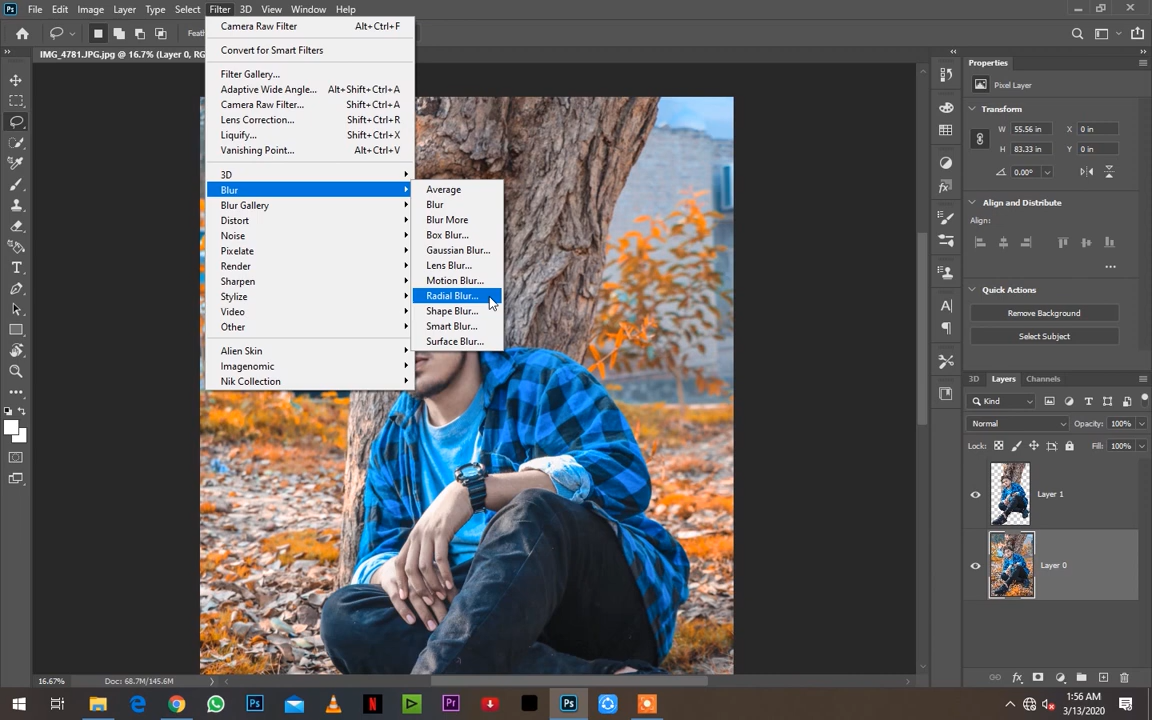 Ps File Edit Image Layer Type Select Filter 3D View Window Help
IMG_4781.JPG.jpg @ 16.7% (Layer 0, RG
Camera Raw Filter Alt+Ctrl+F
Convert for Smart Filters
Filter Gallery...
Adaptive Wide Angle... Alt+Shift+Ctrl+A
Camera Raw Filter... Shift+Ctrl+A
Lens Correction... Shift+Ctrl+R
Liquify... Shift+Ctrl+X
Vanishing Point... Alt+Ctrl+V
3D
Blur
Blur Gallery
Distort
Noise
Pixelate
Render
Sharpen
Stylize
Video
Other
Alien Skin
Imagenomic
Nik Collection
Average
Blur
Blur More
Box Blur...
Gaussian Blur...
Lens Blur...
Motion Blur...
Radial Blur...
Shape Blur...
Smart Blur...
Surface Blur...
Properties
Pixel Layer
Transform
W 55.56 in X 0 in
H 83.33 in Y 0 in
0.00°
Align and Distribute
Align:
Quick Actions
Remove Background
Select Subject
3D Layers Channels
Kind
Normal Opacity: 100%
Lock: Fill: 100%
Layer 1
Layer 0
16.67% Doc: 68.7M/145.6M
1:56 AM
3/13/2020